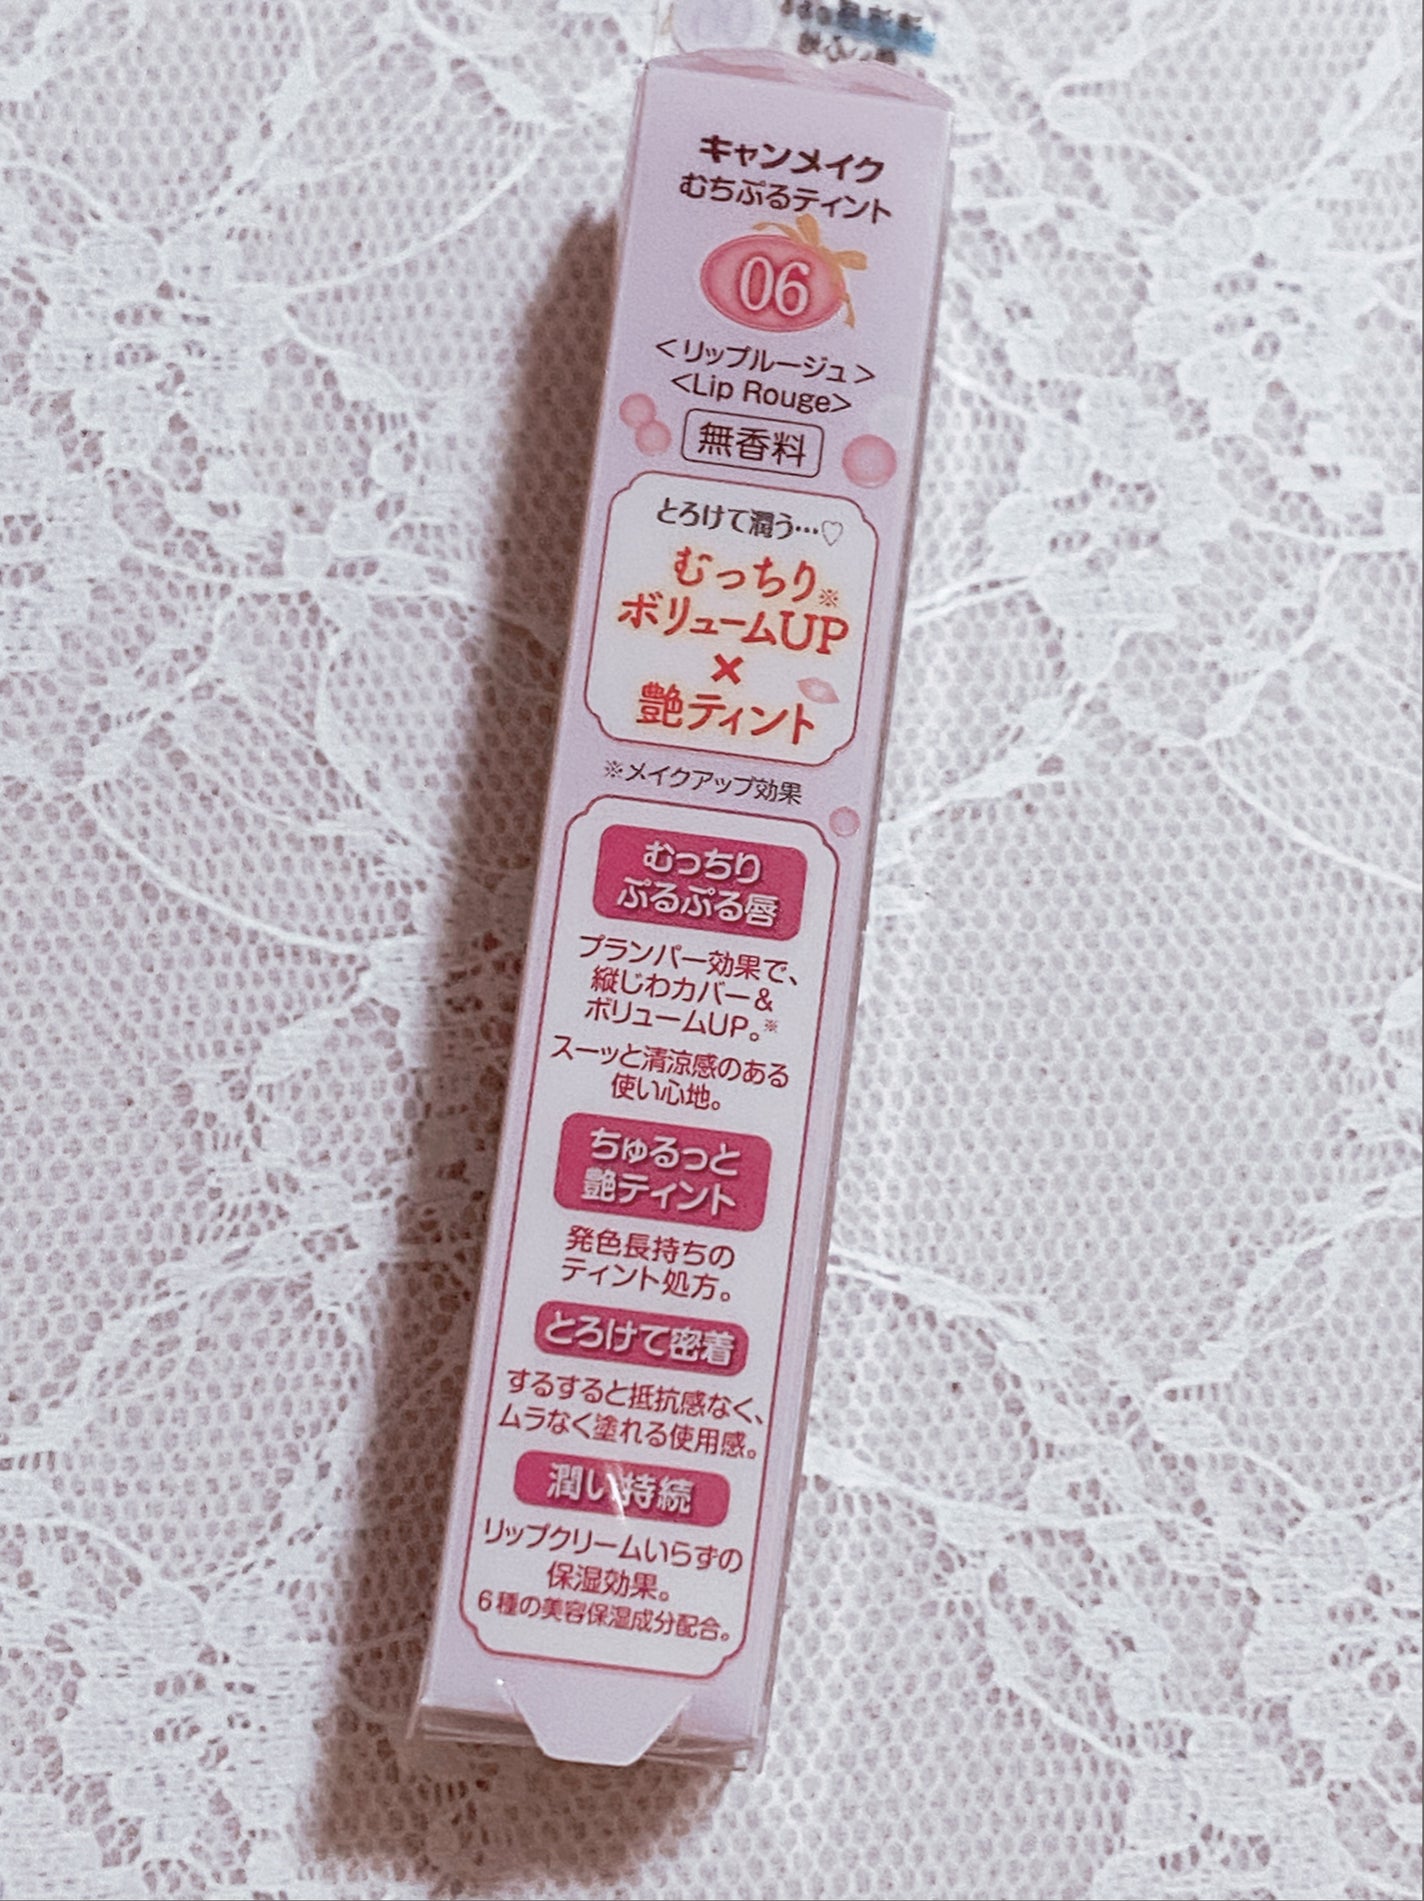 キャンメイク
むちぷるティント
06
<リップルージュ>
<Lip Rouge>
無香料
とろけて潤う…♡
むっちり※
ボリュームUP
×
艶ティント
※メイクアップ効果
むっちり
ぷるぷる唇
プランパー効果で、
縦じわカバー&
ボリュームUP。※
スーッと清涼感のある
使い心地。
ちゅるっと
艶ティント
発色長持ちの
ティント処方。
とろけて密着
するすると抵抗感なく、
ムラなく塗れる使用感。
潤い持続
リップクリームいらずの
保湿効果。
6種の美容保湿成分配合。